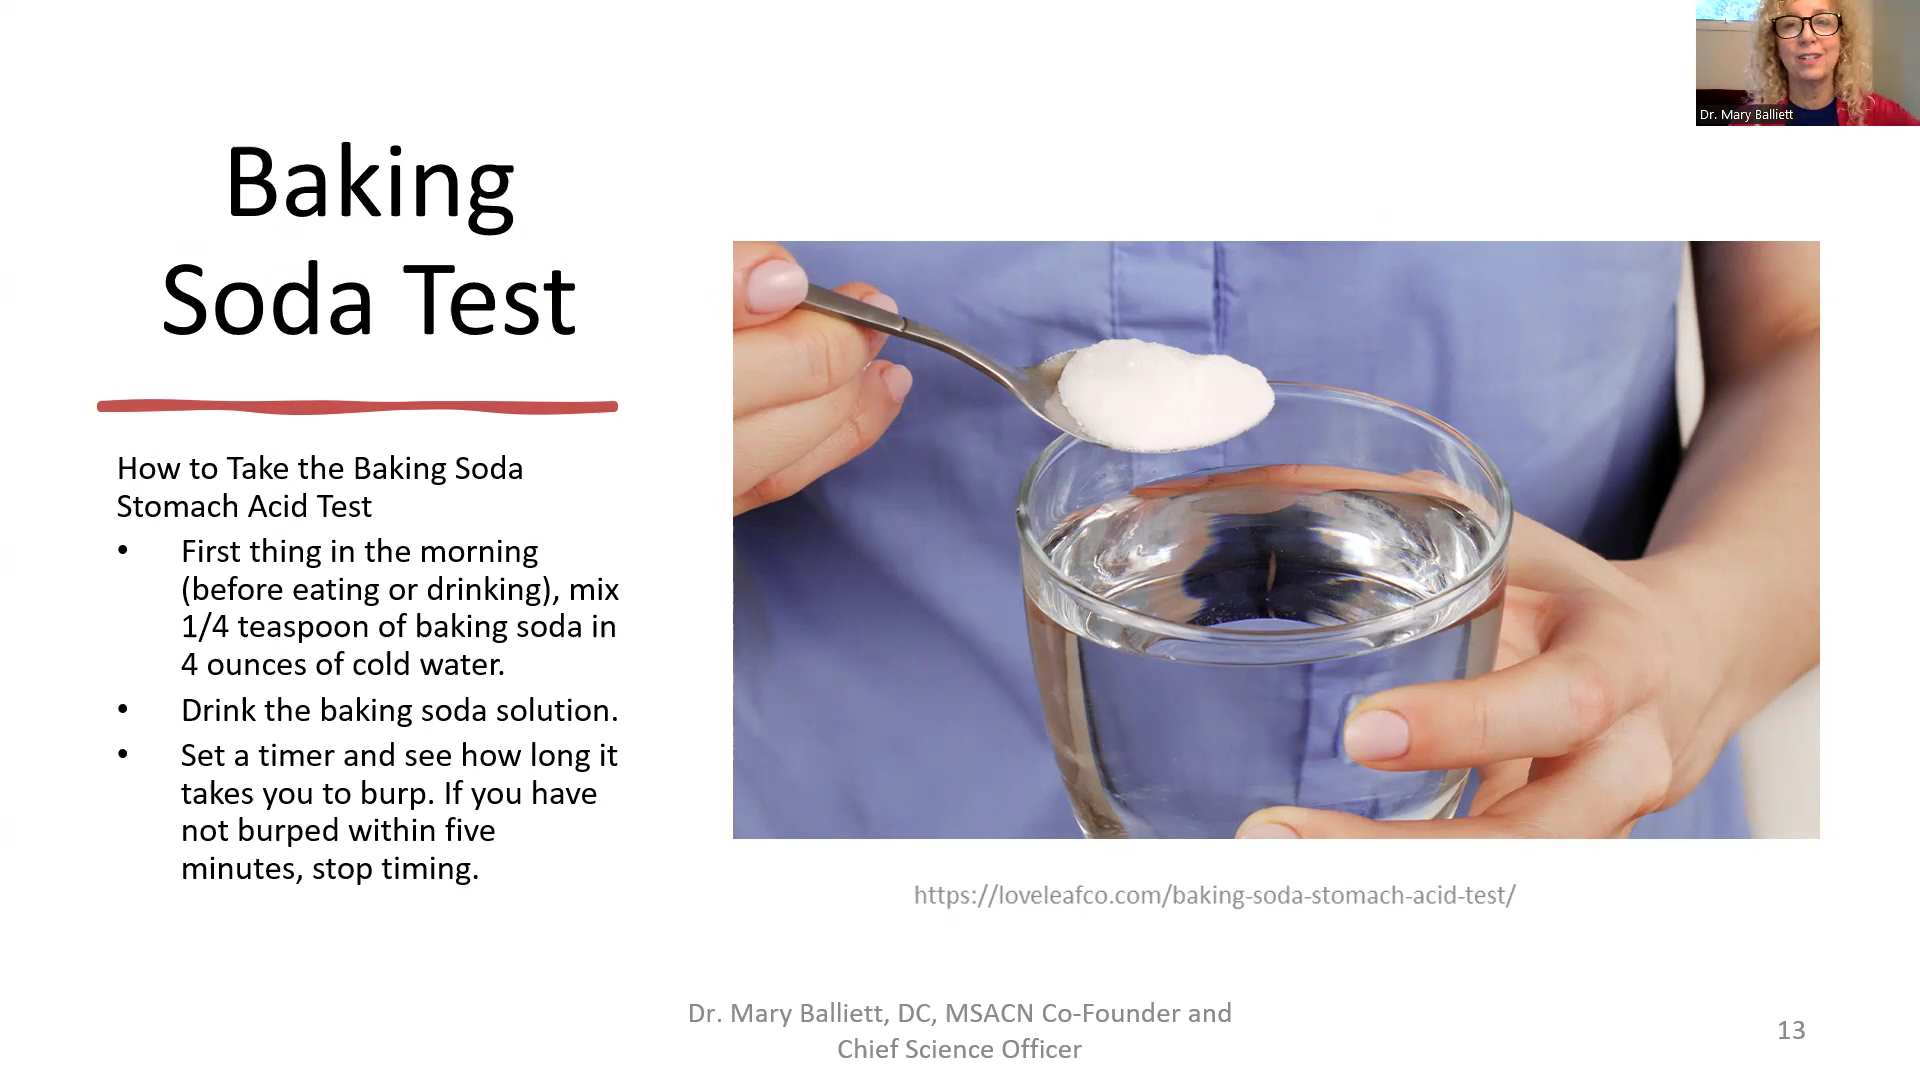 Dr. Mary Balliett
Baking
Soda Test
How to Take the Baking Soda
Stomach Acid Test
• First thing in the morning
(before eating or drinking), mix
1/4 teaspoon of baking soda in
4 ounces of cold water.
• Drink the baking soda solution.
• Set a timer and see how long it
takes you to burp. If you have
not burped within five
minutes, stop timing.
https://loveleafco.com/baking-soda-stomach-acid-test/
Dr. Mary Balliett, DC, MSACN Co-Founder and
Chief Science Officer
13